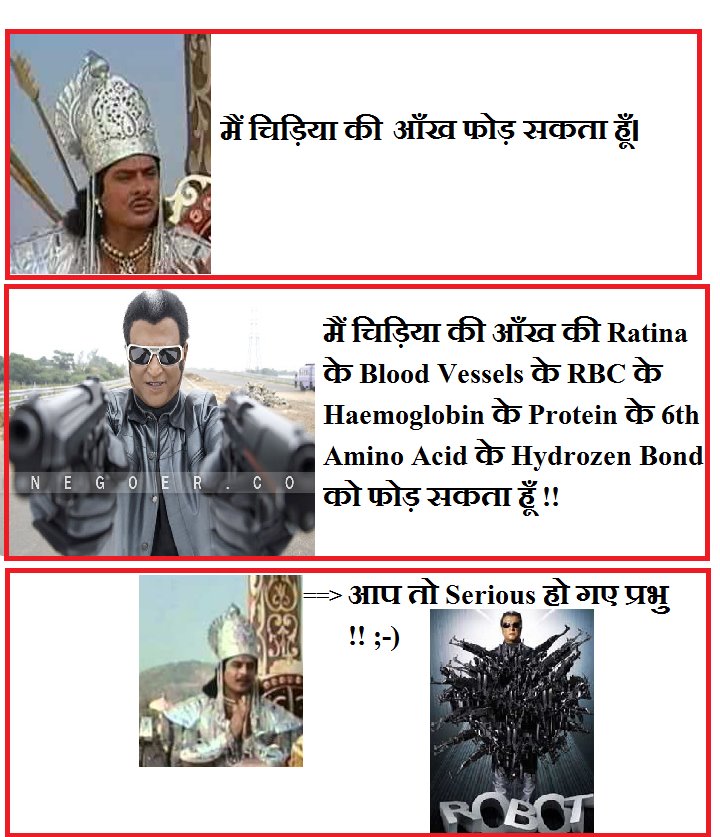 मैं चिड़िया की आँख फोड़ सकता हूँ।
मैं चिड़िया की आँख की Ratina
के Blood Vessels के RBC के
Haemoglobin के Protein के 6th
Amino Acid के Hydrozen Bond
को फोड़ सकता हूँ !!
NEGOER.CO
==> आप तो Serious हो गए प्रभु
!! ;-)
ROBOT